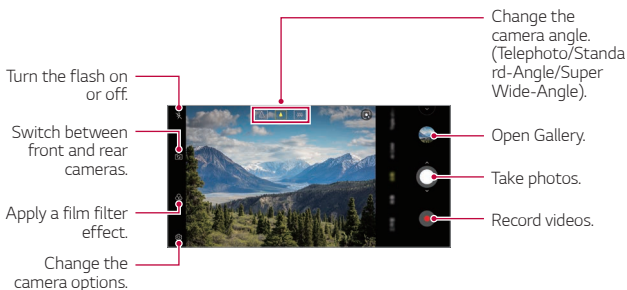 Change the
camera angle.
(Telephoto/Standa
rd-Angle/Super
Wide-Angle).
Turn the flash on
or off.
Switch between
front and rear
cameras.
Apply a film filter
effect.
Change the
camera options.
Open Gallery.
Take photos.
Record videos.